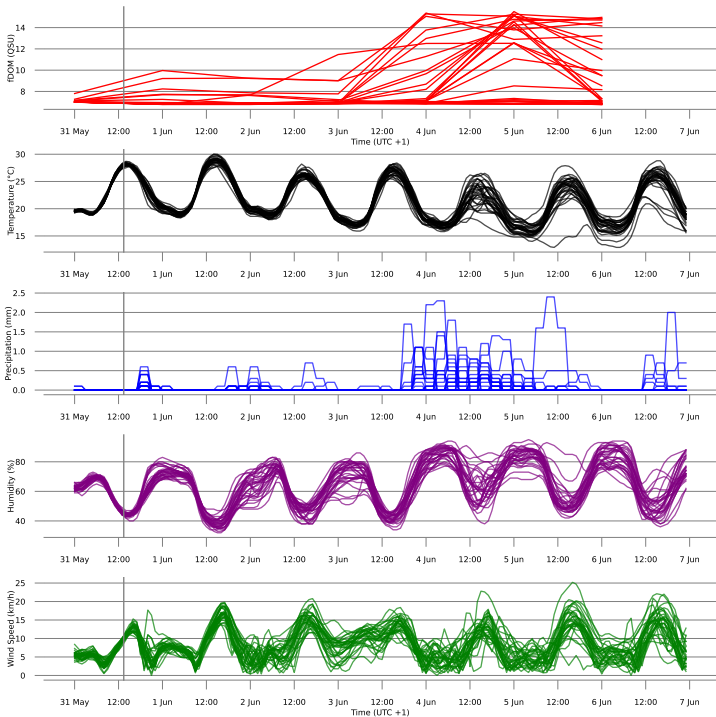 fDOM (QSU)
14
12
10
8
31 May 12:00 1 Jun 12:00 2 Jun 12:00 3 Jun 12:00 4 Jun 12:00 5 Jun 12:00 6 Jun 12:00 7 Jun
Time (UTC +1)
Temperature (°C)
30
25
20
15
31 May 12:00 1 Jun 12:00 2 Jun 12:00 3 Jun 12:00 4 Jun 12:00 5 Jun 12:00 6 Jun 12:00 7 Jun
Precipitation (mm)
2.5
2.0
1.5
1.0
0.5
0.0
31 May 12:00 1 Jun 12:00 2 Jun 12:00 3 Jun 12:00 4 Jun 12:00 5 Jun 12:00 6 Jun 12:00 7 Jun
Humidity (%)
80
60
40
31 May 12:00 1 Jun 12:00 2 Jun 12:00 3 Jun 12:00 4 Jun 12:00 5 Jun 12:00 6 Jun 12:00 7 Jun
Wind Speed (km/h)
25
20
15
10
5
0
31 May 12:00 1 Jun 12:00 2 Jun 12:00 3 Jun 12:00 4 Jun 12:00 5 Jun 12:00 6 Jun 12:00 7 Jun
Time (UTC +1)